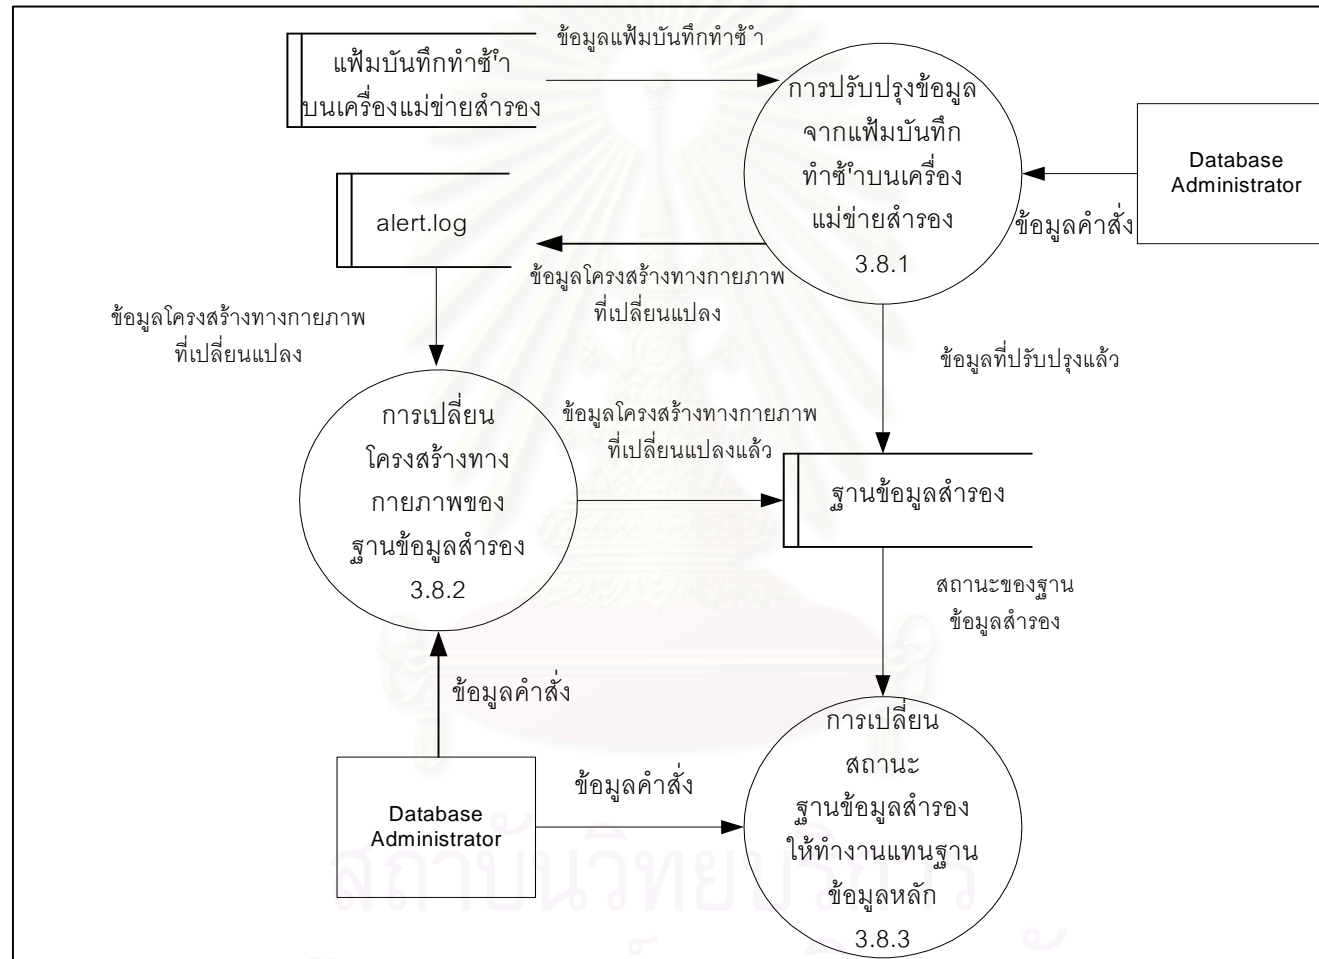 ข้อมูลแฟ้มบันทึกทำซ้ำ
แฟ้มบันทึกทำซ้ำ
บนเครื่องแม่ข่ายสำรอง
การปรับปรุงข้อมูล
จากแฟ้มบันทึก
ทำซ้ำบนเครื่อง
แม่ข่ายสำรอง
3.8.1
Database
Administrator
ข้อมูลคำสั่ง
alert.log
ข้อมูลโครงสร้างทางกายภาพ
ที่เปลี่ยนแปลง
ข้อมูลโครงสร้างทางกายภาพ
ที่เปลี่ยนแปลง
ข้อมูลที่ปรับปรุงแล้ว
การเปลี่ยน
โครงสร้างทาง
กายภาพของ
ฐานข้อมูลสำรอง
3.8.2
ข้อมูลโครงสร้างทางกายภาพ
ที่เปลี่ยนแปลงแล้ว
ฐานข้อมูลสำรอง
สถานะของฐาน
ข้อมูลสำรอง
ข้อมูลคำสั่ง
Database
Administrator
ข้อมูลคำสั่ง
การเปลี่ยน
สถานะ
ฐานข้อมูลสำรอง
ให้ทำงานแทนฐาน
ข้อมูลหลัก
3.8.3
สถาบันวิทยบริการ